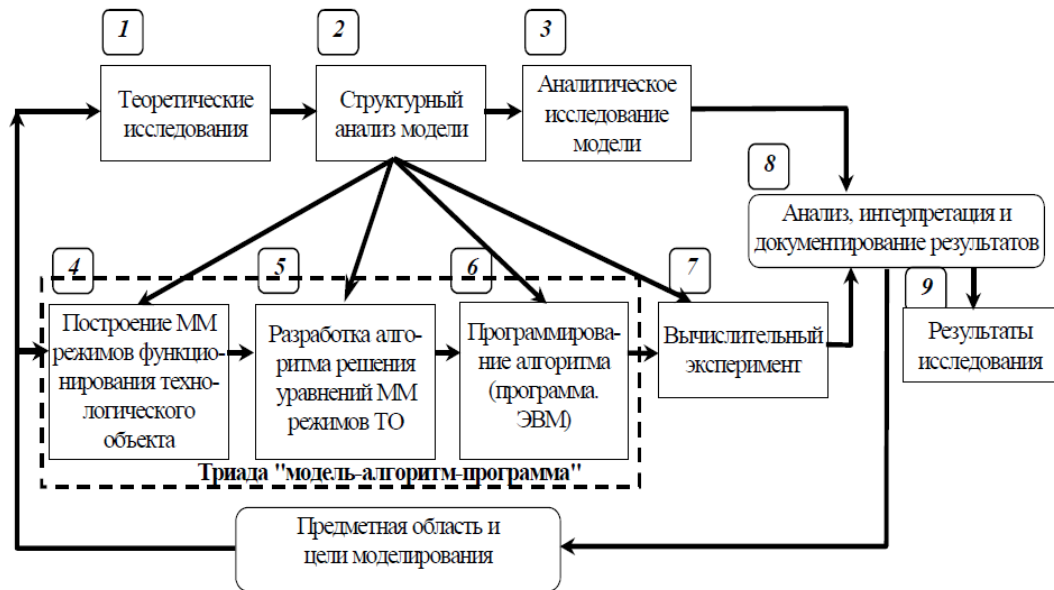 1
Теоретические
исследования
2
Структурный
анализ модели
3
Аналитическое
исследование
модели
8
Анализ, интерпретация и
документирование результатов
4
Построение ММ
режимов функцио-
нирования техно-
логического
объекта
5
Разработка алго-
ритма решения
уравнений ММ
режимов ТО
6
Программирова-
ние алгоритма
(программа.
ЭВМ)
7
Вычислительный
эксперимент
9
Результаты
исследования
Триада "модель-алгоритм-программа"
Предметная область и
цели моделирования